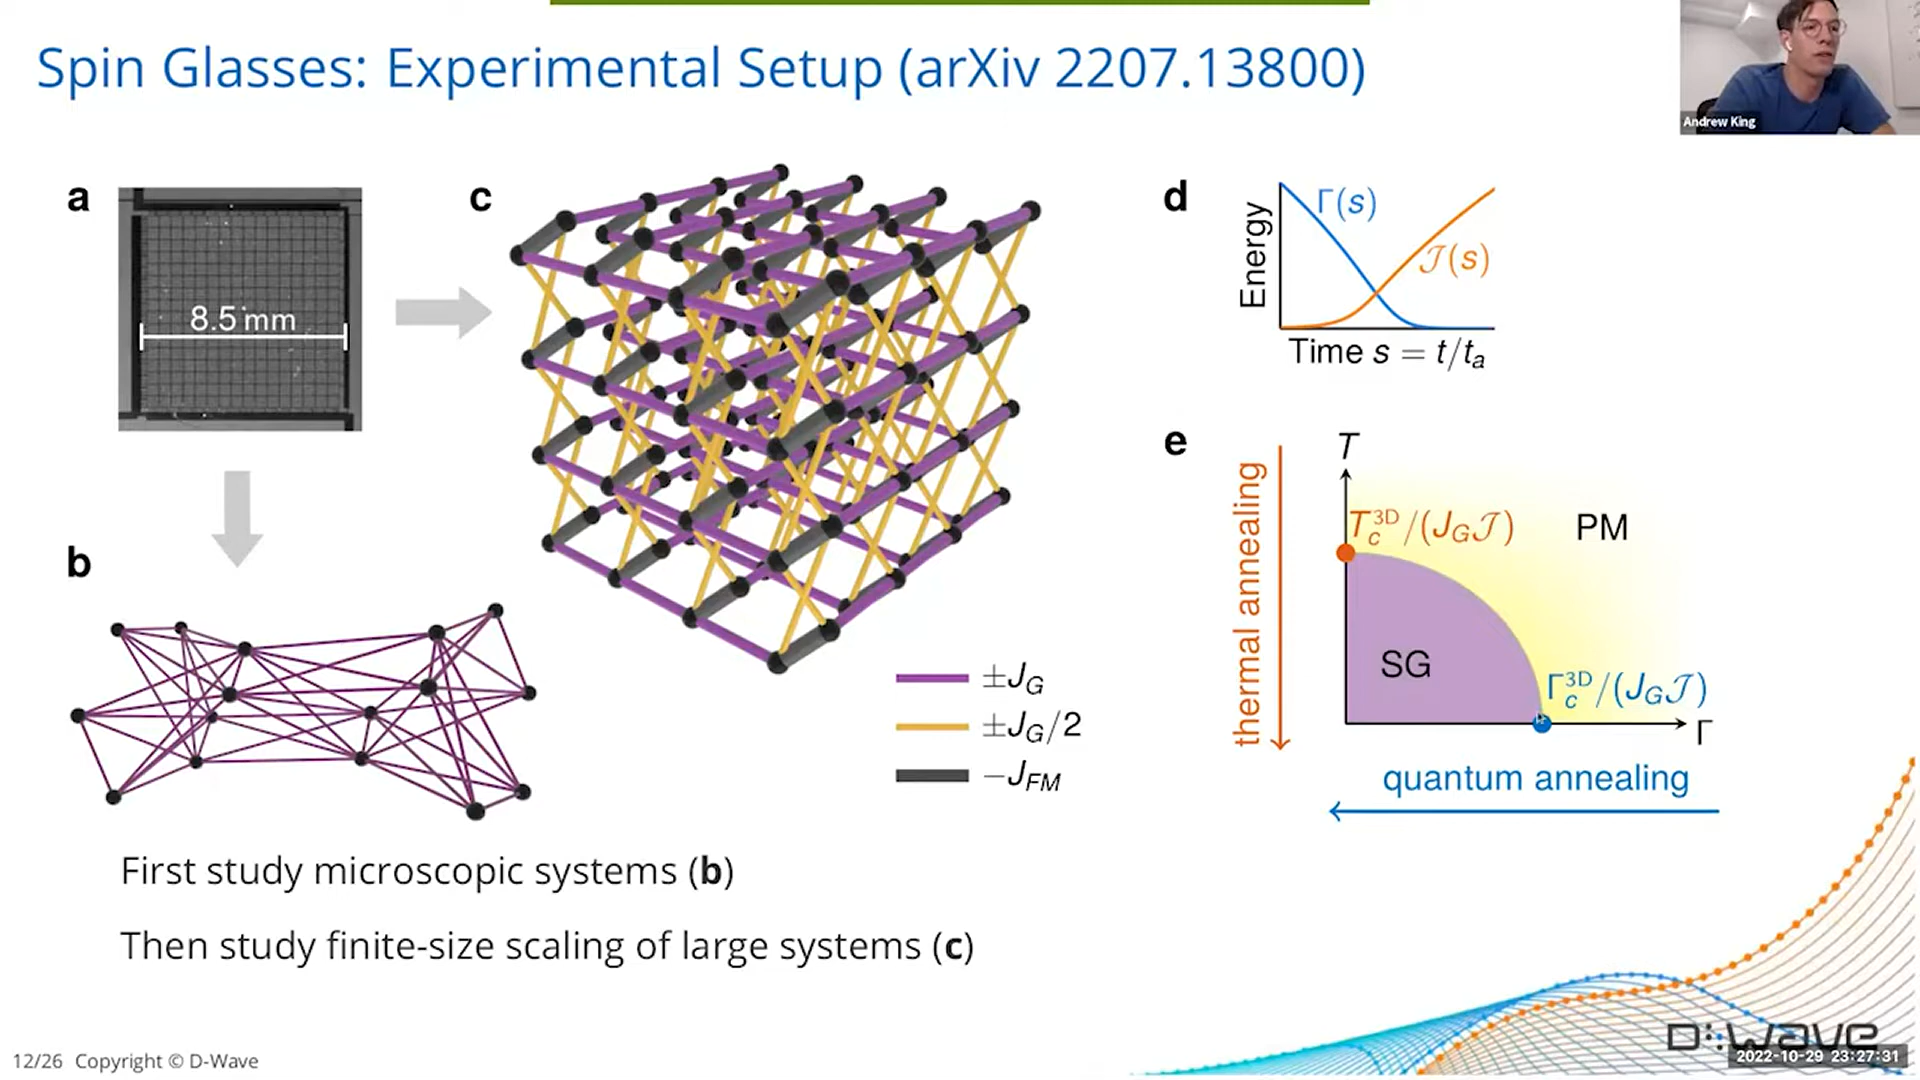 Spin Glasses: Experimental Setup (arXiv 2207.13800)
Andrew King
a
8.5 mm
c
d
Energy
Γ(s)
𝒥(s)
Time s = t/tₐ
b
±J_G
±J_G/2
−J_FM
e
T
thermal annealing
T_c^3D/(J_G𝒥)
PM
SG
Γ_c^3D/(J_G𝒥)
Γ
quantum annealing
First study microscopic systems (b)
Then study finite-size scaling of large systems (c)
D:wave
2022-10-29 23:27:31
12/26 Copyright © D-Wave